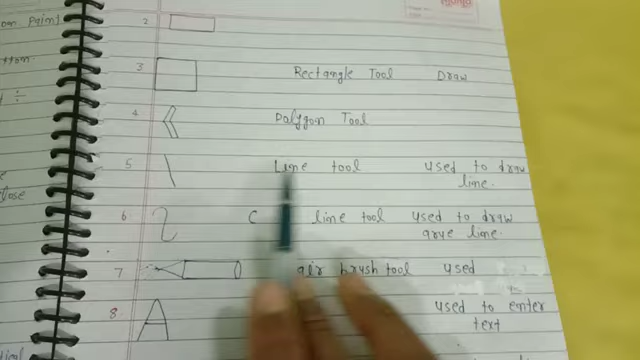 2
3 Rectangle Tool Draw
4 Polygon Tool
5 Line tool used to draw
line.
6 C line tool used to draw
line.
7 air brush tool used
8 A used to enter
text